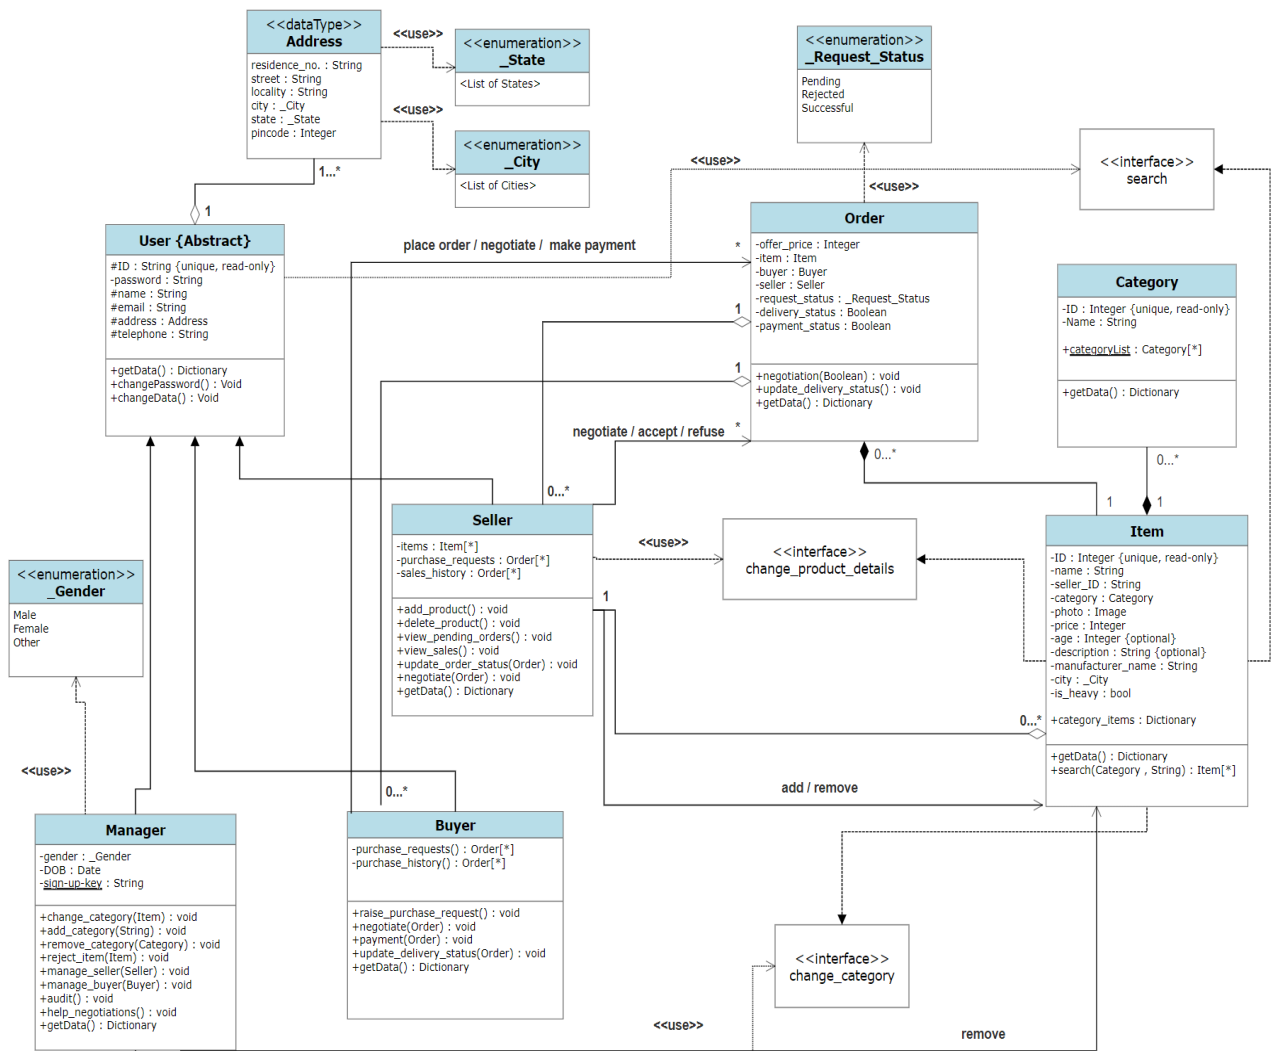 <<dataType>>
Address
residence_no. : String
street : String
locality : String
city : _City
state : _State
pincode : Integer
<<use>>
<<enumeration>>
_State
<List of States>
<<use>>
<<enumeration>>
_City
<List of Cities>
<<enumeration>>
_Request_Status
Pending
Rejected
Successful
<<use>>
<<interface>>
search
<<use>>
1...*
1
User {Abstract}
#ID : String {unique, read-only}
-password : String
#name : String
#email : String
#address : Address
#telephone : String
+getData() : Dictionary
+changePassword() : Void
+changeData() : Void
place order / negotiate /  make payment
*
Order
-offer_price : Integer
-item : Item
-buyer : Buyer
-seller : Seller
-request_status : _Request_Status
-delivery_status : Boolean
-payment_status : Boolean
+negotiation(Boolean) : void
+update_delivery_status() : void
+getData() : Dictionary
1
1
*
negotiate / accept / refuse
0...*
0...*
1
Category
-ID : Integer {unique, read-only}
-Name : String
+categoryList : Category[*]
+getData() : Dictionary
0...*
1
Seller
-items : Item[*]
-purchase_requests : Order[*]
-sales_history : Order[*]
+add_product() : void
+delete_product() : void
+view_pending_orders() : void
+view_sales() : void
+update_order_status(Order) : void
+negotiate(Order) : void
+getData() : Dictionary
<<use>>
1
<<interface>>
change_product_details
Item
-ID : Integer {unique, read-only}
-name : String
-seller_ID : String
-category : Category
-photo : Image
-price : Integer
-age : Integer {optional}
-description : String {optional}
-manufacturer_name : String
-city : _City
-is_heavy : bool
+category_items : Dictionary
+getData() : Dictionary
+search(Category , String) : Item[*]
0...*
add / remove
<<enumeration>>
_Gender
Male
Female
Other
<<use>>
0...*
Manager
-gender : _Gender
-DOB : Date
-sign-up-key : String
+change_category(Item) : void
+add_category(String) : void
+remove_category(Category) : void
+reject_item(Item) : void
+manage_seller(Seller) : void
+manage_buyer(Buyer) : void
+audit() : void
+help_negotiations() : void
+getData() : Dictionary
Buyer
-purchase_requests() : Order[*]
-purchase_history() : Order[*]
+raise_purchase_request() : void
+negotiate(Order) : void
+payment(Order) : void
+update_delivery_status(Order) : void
+getData() : Dictionary
<<interface>>
change_category
<<use>>
remove